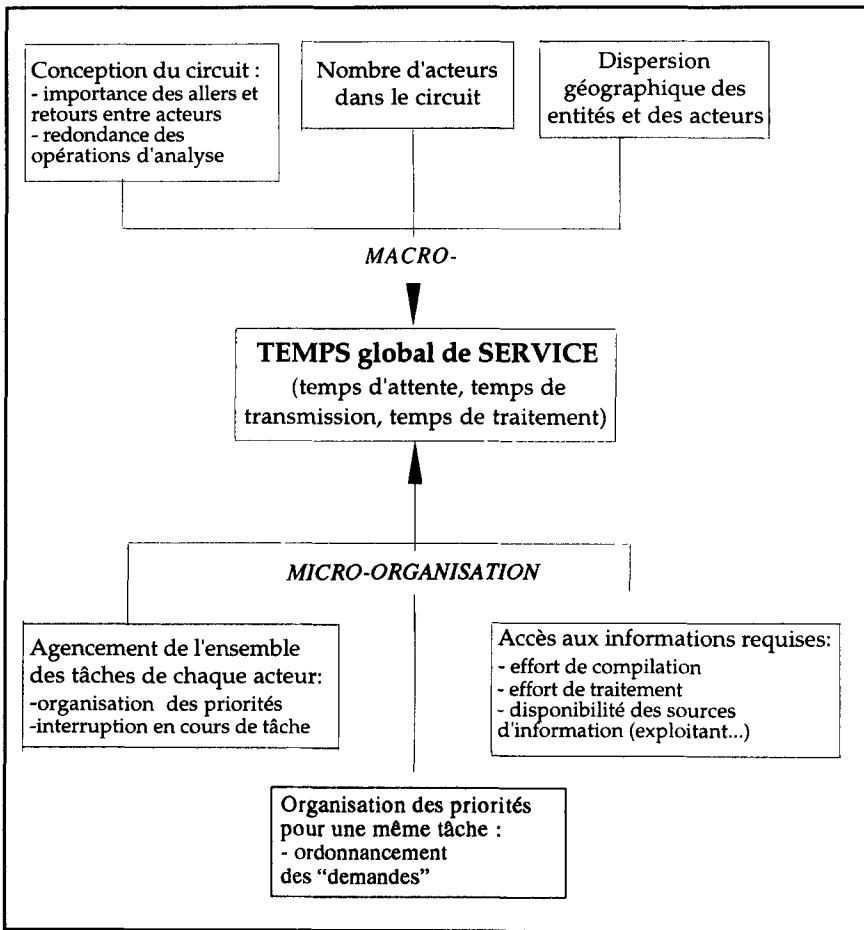 Conception du circuit :
- importance des allers et
retours entre acteurs
- redondance des
opérations d'analyse
Nombre d'acteurs
dans le circuit
Dispersion
géographique des
entités et des acteurs
MACRO-
TEMPS global de SERVICE
(temps d'attente, temps de
transmission, temps de traitement)
MICRO-ORGANISATION
Agencement de l'ensemble
des tâches de chaque acteur:
-organisation des priorités
-interruption en cours de tâche
Accès aux informations requises:
- effort de compilation
- effort de traitement
- disponibilité des sources
d'information (exploitant...)
Organisation des priorités
pour une même tâche :
- ordonnancement
des “demandes”